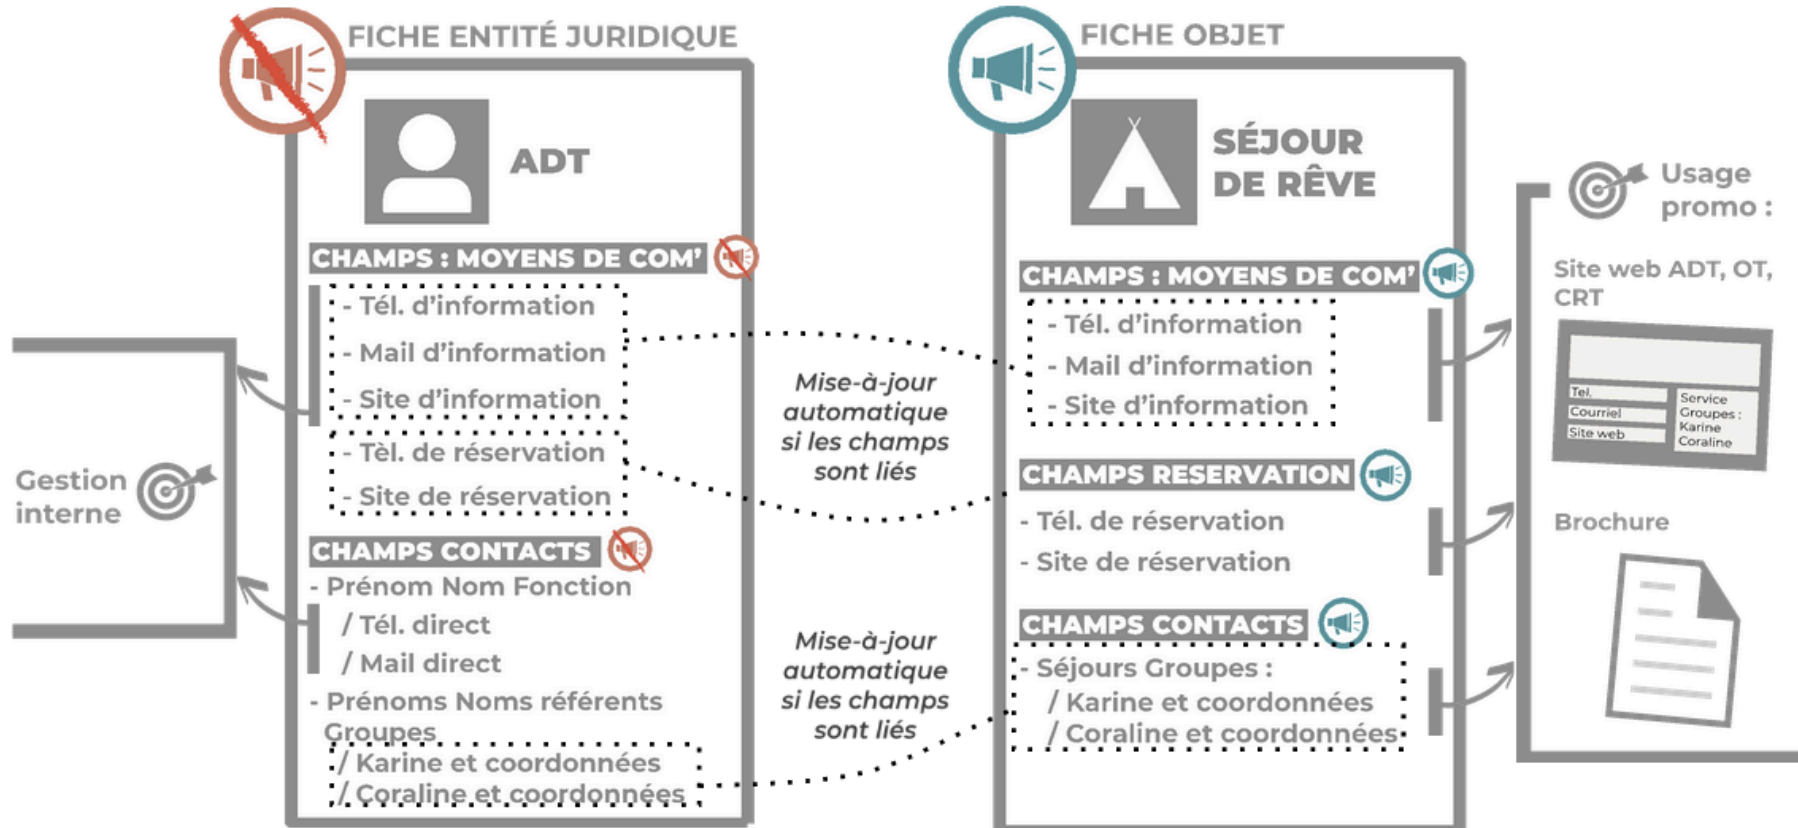 FICHE ENTITÉ JURIDIQUE
ADT
CHAMPS : MOYENS DE COM'
- Tél. d'information
- Mail d'information
- Site d'information
- Tèl. de réservation
- Site de réservation
CHAMPS CONTACTS
- Prénom Nom Fonction
/ Tél. direct
/ Mail direct
- Prénoms Noms référents
Groupes
/ Karine et coordonnées
/ Coraline et coordonnées
Gestion
interne
Mise-à-jour
automatique
si les champs
sont liés
Mise-à-jour
automatique
si les champs
sont liés
FICHE OBJET
SÉJOUR
DE RÊVE
CHAMPS : MOYENS DE COM'
- Tél. d'information
- Mail d'information
- Site d'information
CHAMPS RESERVATION
- Tél. de réservation
- Site de réservation
CHAMPS CONTACTS
- Séjours Groupes :
/ Karine et coordonnées
/ Coraline et coordonnées
Usage
promo :
Site web ADT, OT,
CRT
Tel.
Courriel
Site web
Service
Groupes :
Karine
Coraline
Brochure